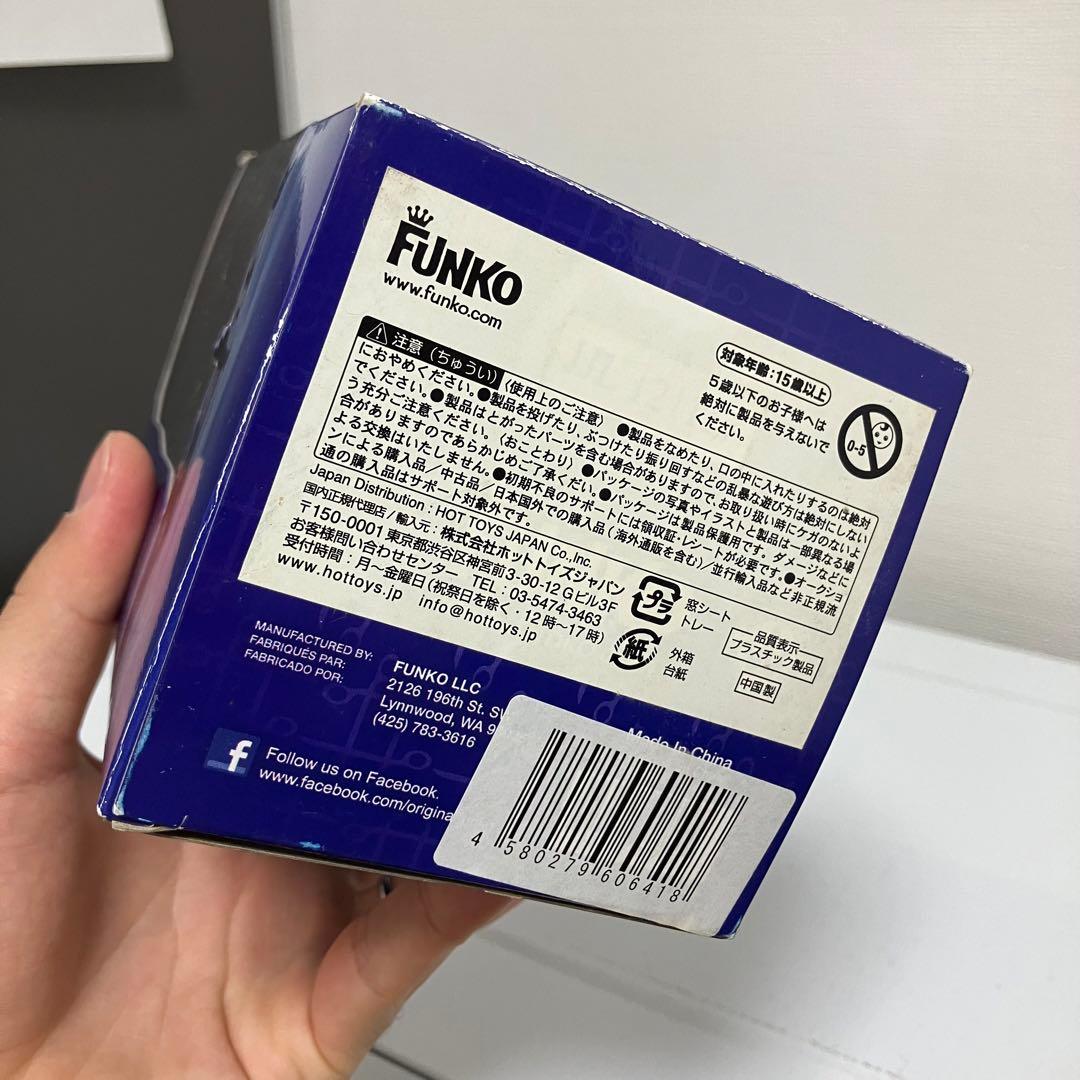 FUNKO
www.funko.com
対象年齢:15歳以上
5歳以下のお子様へは
絶対に製品を与えないで
ください。
0-5
注意(ちゅうい)〈使用上のご注意〉●製品をなめたり、口の中に入れたりするのは絶対
におやめください。●製品を投げたり、ぶつけたり振り回すなどの乱暴な遊び方は絶対にしない
でください。●製品はとがったパーツを含む場合がありますので、お取り扱い時にケガのないよ
う充分ご注意ください。〈おことわり〉●パッケージの写真やイラストと製品は一部異なる場
合がありますのであらかじめご了承ください。●パッケージは製品保護用です。ダメージなどに
よる交換はいたしません。●初期不良のサポートには領収証・レシートが必要です。●オークショ
ンによる購入品/中古品/日本国外での購入品(海外通販を含む)/並行輸入品など非正規流
通の購入品はサポート対象外です。
Japan Distribution : HOT TOYS JAPAN Co.,Inc.
国内正規代理店/輸入元:株式会社ホットトイズジャパン
〒150-0001 東京都渋谷区神宮前3-30-12 Gビル3F
お客様問い合わせセンター TEL:03-5474-3463
受付時間:月~金曜日(祝祭日を除く:12時~17時)
www.hottoys.jp info@hottoys.jp
プラ
窓シート
トレー
紙
外箱
台紙
品質表示
プラスチック製品
中国製
MANUFACTURED BY:
FABRIQUÉS PAR:
FABRICADO POR:
FUNKO LLC
2126 196th St. SW
Lynnwood, WA 9
(425) 783-3616
Made In China
f
Follow us on Facebook.
www.facebook.com/origina
4 580279 606418